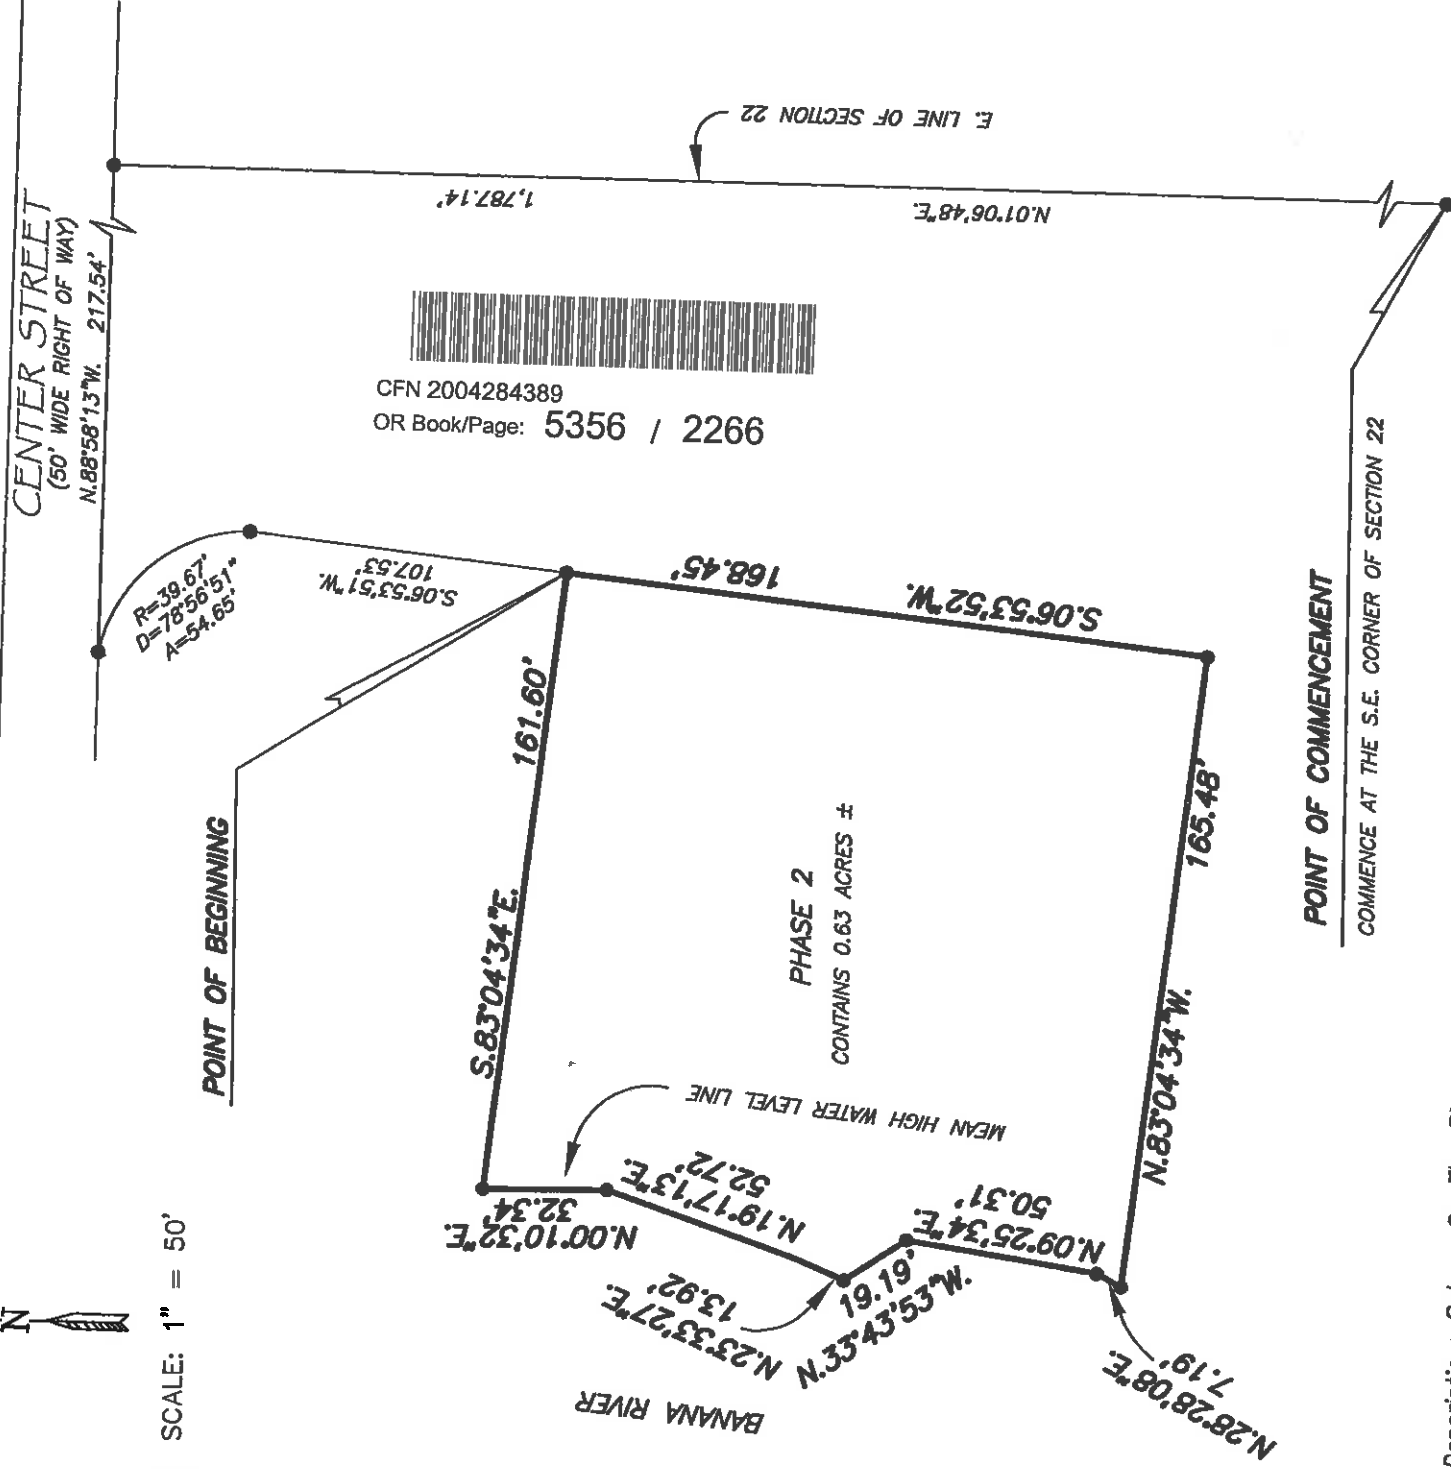 CENTER STREET
(50' WIDE RIGHT OF WAY)
N.88°58'13"W. 217.54'
E. LINE OF SECTION 22
1,787.14'
N.01°06'48"E.
CFN 2004284389
OR Book/Page: 5356 / 2266
R=39.67'
D=78°56'51"
A=54.65'
S.06°53'51"W.
107.53'
168.45'
S.06°53'52"W.
POINT OF BEGINNING
S.83°04'34"E. 161.60'
PHASE 2
CONTAINS 0.63 ACRES ±
N.83°04'34"W. 165.48'
POINT OF COMMENCEMENT
COMMENCE AT THE S.E. CORNER OF SECTION 22
MEAN HIGH WATER LEVEL LINE
N.00°10'32"E.
32.34'
N.19°17'13"E.
52.72'
N.23°33'27"E.
13.92'
19.19'
N.33°43'53"W.
N.09°25'34"E.
50.31'
N.28°28'08"E.
7.19'
BANANA RIVER
N
SCALE: 1" = 50'